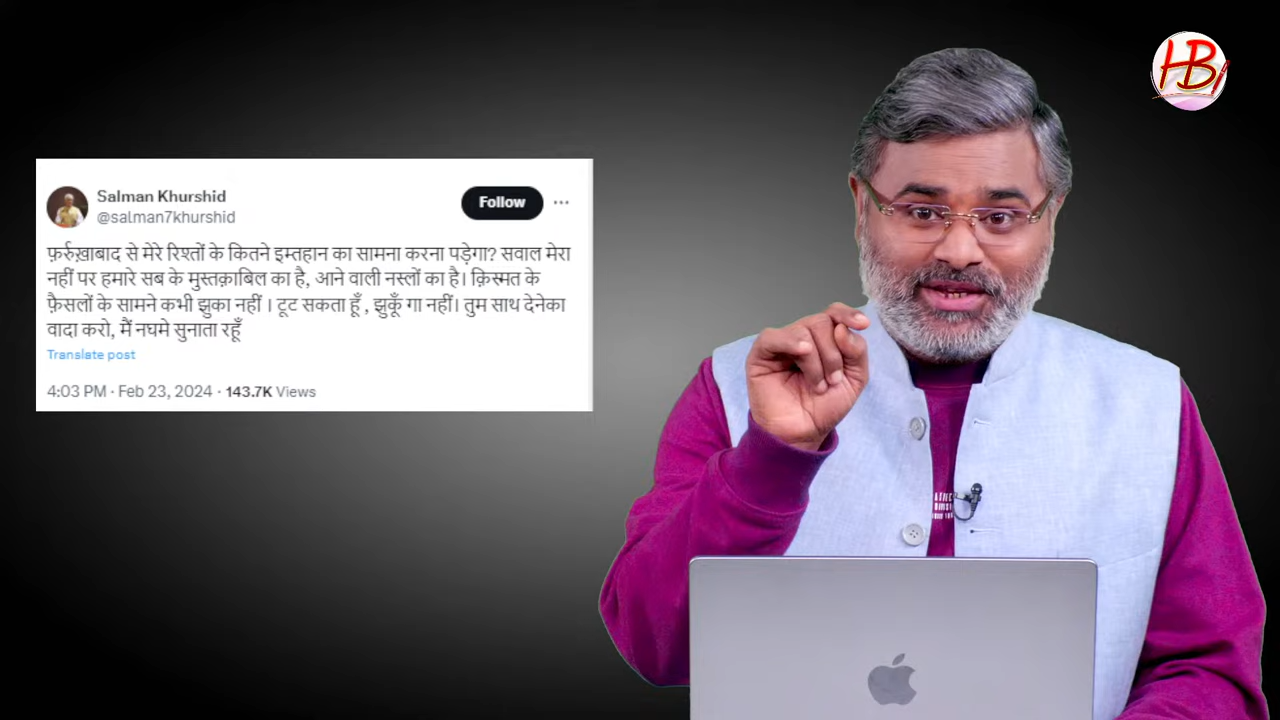 HB
Salman Khurshid
@salman7khurshid
Follow
फ़र्रुख़ाबाद से मेरे रिश्तों के कितने इम्तहान का सामना करना पड़ेगा? सवाल मेरा
नहीं पर हमारे सब के मुस्तक़ाबिल का है, आने वाली नस्लों का है। क़िस्मत के
फ़ैसलों के सामने कभी झुका नहीं । टूट सकता हूँ , झुकूँ गा नहीं। तुम साथ देनेका
वादा करो, मैं नघमे सुनाता रहूँ
Translate post
4:03 PM · Feb 23, 2024 · 143.7K Views